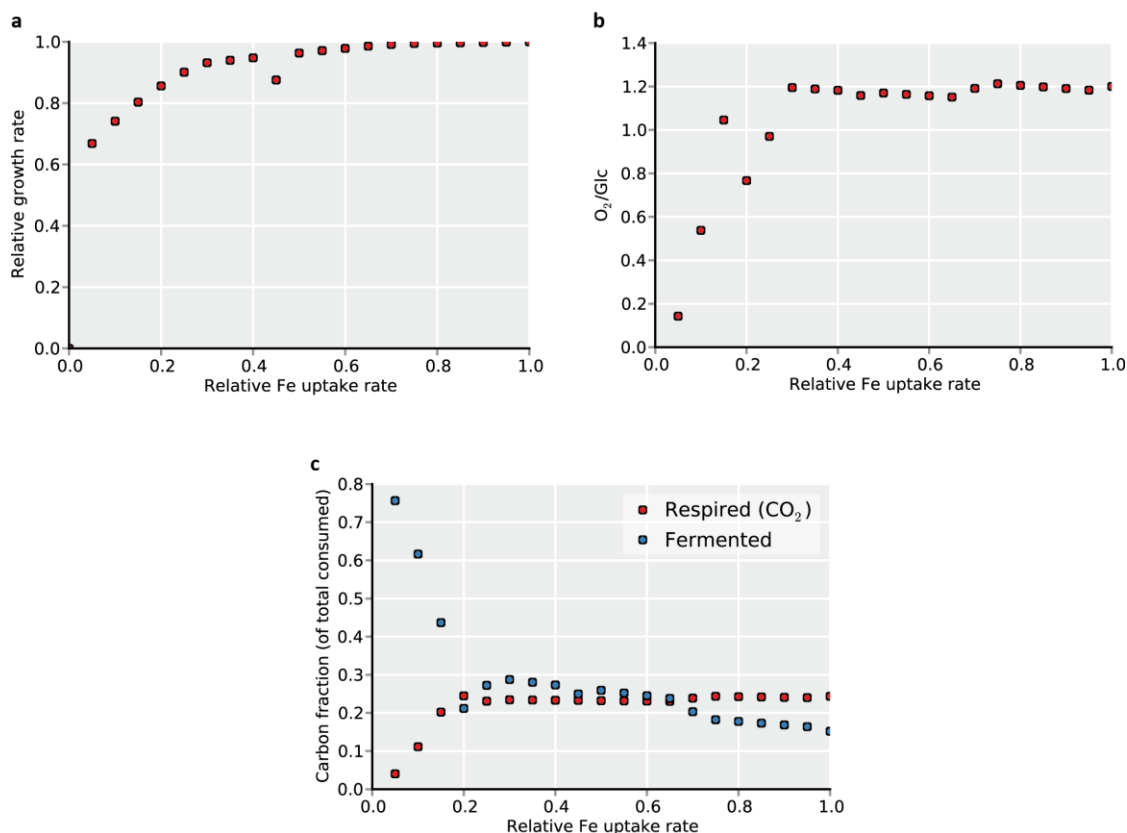 a
1.0
0.8
0.6
0.4
0.2
0.0
Relative growth rate
0.0 0.2 0.4 0.6 0.8 1.0
Relative Fe uptake rate
b
1.4
1.2
1.0
0.8
0.6
0.4
0.2
0.0
O₂/Glc
0.0 0.2 0.4 0.6 0.8 1.0
Relative Fe uptake rate
c
0.8
0.7
0.6
0.5
0.4
0.3
0.2
0.1
0.0
Carbon fraction (of total consumed)
Respired (CO₂)
Fermented
0.0 0.2 0.4 0.6 0.8 1.0
Relative Fe uptake rate